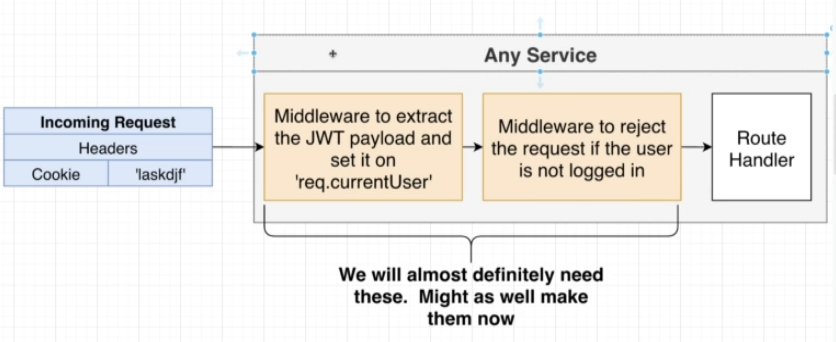 Any Service
Incoming Request
Headers
Cookie 'laskdjf'
Middleware to extract
the JWT payload and
set it on
'req.currentUser'
Middleware to reject
the request if the user
is not logged in
Route
Handler
We will almost definitely need
these. Might as well make
them now